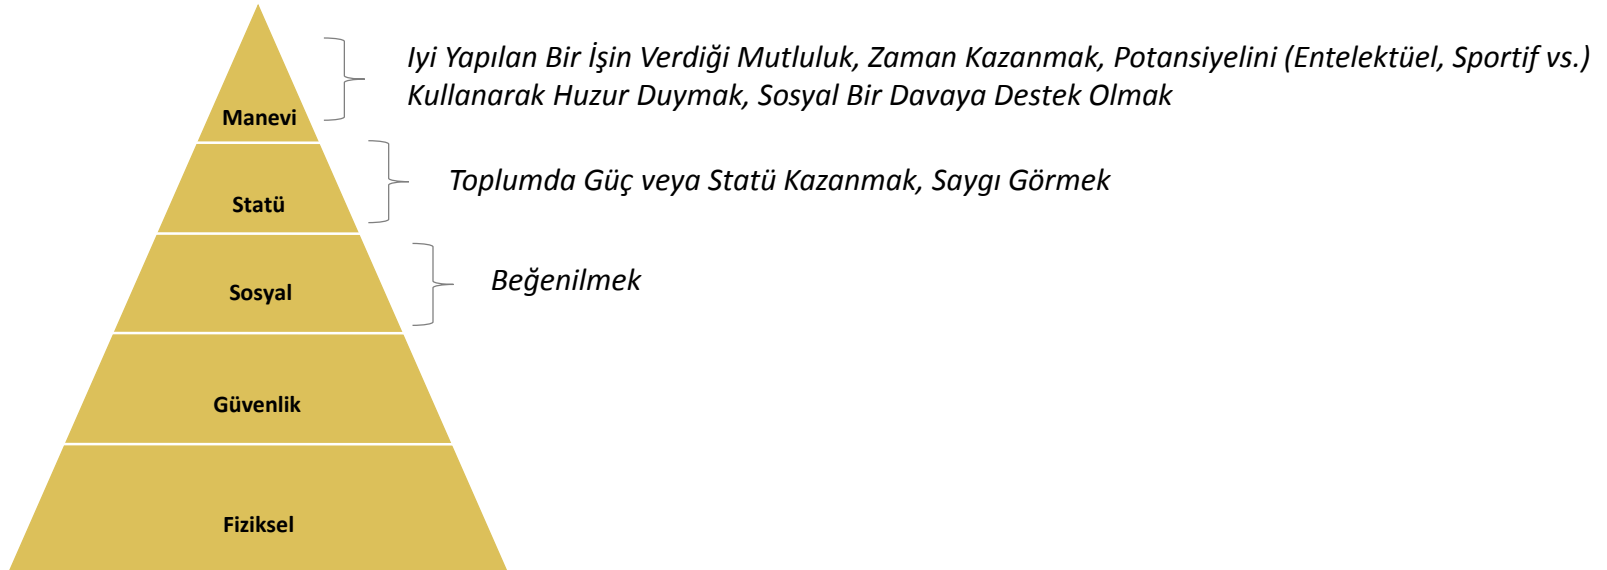 Iyi Yapılan Bir İşin Verdiği Mutluluk, Zaman Kazanmak, Potansiyelini (Entelektüel, Sportif vs.)
Kullanarak Huzur Duymak, Sosyal Bir Davaya Destek Olmak
Manevi
Toplumda Güç veya Statü Kazanmak, Saygı Görmek
Statü
Beğenilmek
Sosyal
Güvenlik
Fiziksel